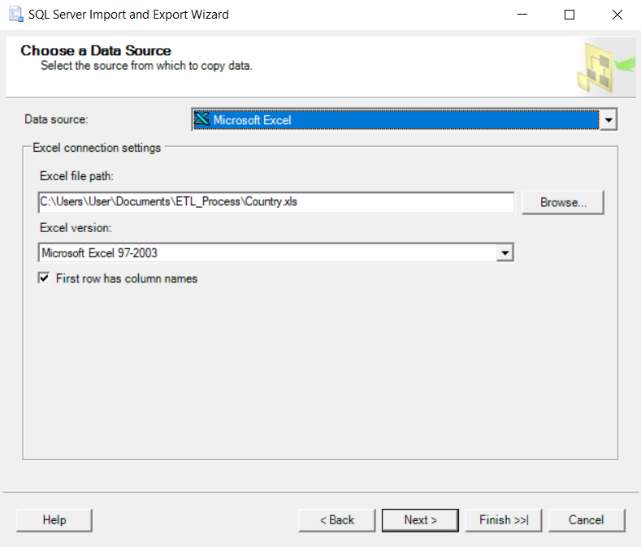 SQL Server Import and Export Wizard
Choose a Data Source
Select the source from which to copy data.
Data source:
Microsoft Excel
Excel connection settings
Excel file path:
C:\Users\User\Documents\ETL_Process\Country.xls
Browse...
Excel version:
Microsoft Excel 97-2003
First row has column names
Help
< Back
Next >
Finish >>|
Cancel